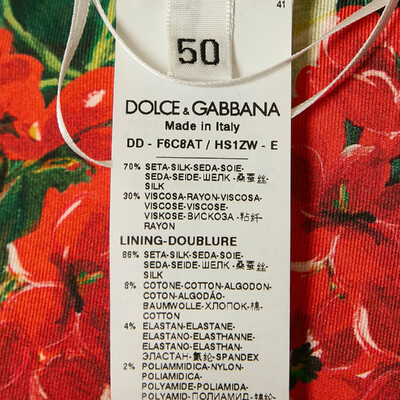 41
50
DOLCE & GABBANA
Made in Italy
DD - F6C8AT / HS1ZW - E
70% SETA-SILK-SEDA-SOIE-
SEDA-SEIDE-ШЕЛК -桑蚕丝-
SILK
30% VISCOSA-RAYON-VISCOSA-
VISCOSE-VISCOSE-
VISKOSE-ВИСКОЗА -粘纤-
RAYON
LINING-DOUBLURE
86% SETA-SILK-SEDA-SOIE-
SEDA-SEIDE-ШЕЛК -桑蚕丝-
SILK
8% COTONE-COTTON-ALGODON-
COTON-ALGODÃO-
BAUMWOLLE-ХЛОПОК-棉-
COTTON
4% ELASTAN-ELASTANE-
ELASTANO-ELASTHANNE-
ELASTANO-ELASTHAN-
ЭЛАСТАН-氨纶-SPANDEX
2% POLIAMMIDICA-NYLON-
POLIAMIDICA-
POLYAMIDE-POLIAMIDA-